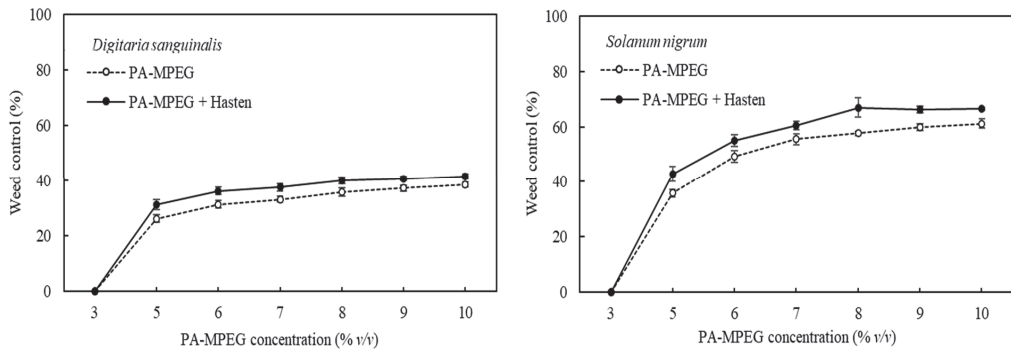 100
80
60
40
20
0
Weed control (%)
Digitaria sanguinalis
PA-MPEG
PA-MPEG + Hasten
3 5 6 7 8 9 10
PA-MPEG concentration (% v/v)
100
80
60
40
20
0
Weed control (%)
Solanum nigrum
PA-MPEG
PA-MPEG + Hasten
3 5 6 7 8 9 10
PA-MPEG concentration (% v/v)